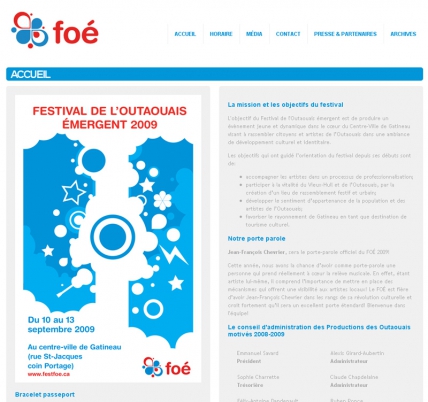 foé
ACCUEIL HORAIRE MÉDIA CONTACT PRESSE & PARTENAIRES ARCHIVES
ACCUEIL
FESTIVAL DE L'OUTAOUAIS
ÉMERGENT 2009
Du 10 au 13
septembre 2009
Au centre-ville de Gatineau
(rue St-Jacques
coin Portage)
www.festfoe.ca
foé
Bracelet passeport
La mission et les objectifs du festival
L'objectif du Festival de l'Outaouais émergent est de produire un
évènement jeune et dynamique dans le cœur du Centre-Ville de Gatineau
visant à rassembler citoyens et artistes de l'Outaouais dans une ambiance
de développement culturel et identitaire.
Les objectifs qui ont guidé l'orientation du festival depuis ses débuts sont
de:
accompagner les artistes dans un processus de professionnalisation;
participer à la vitalité du Vieux-Hull et de l'Outaouais, par la
création d'un lieu de rassemblement festif et urbain;
développer le sentiment d'appartenance de la population et des
artistes de l'Outaouais;
favoriser le rayonnement de Gatineau en tant que destination de
tourisme culturel.
Notre porte parole
Jean-François Chevrier, sera le porte-parole officiel du FOÉ 2009!
Cette année, nous avons la chance d'avoir comme porte parole une
personne qui prend réellement à cœur la relève musicale. En effet, étant
artiste lui-même, il comprend l'importance de mettre en place des
mécanismes qui offrent une visibilité aux artistes locaux! Le FOÉ est fière
d'avoir Jean-François Chevrier dans les rangs de sa révolution culturelle et
croit fortement qu'il sera un excellent porte étendard! Bienvenue dans
l'équipe!
Le conseil d'administration des Productions des Outaouais
motivés 2008-2009
Emmanuel Savard Alexis Girard-Aubertin
Président Vice-président
Sophie Charrette Claude Chapdelaine
Trésorière Administrateur